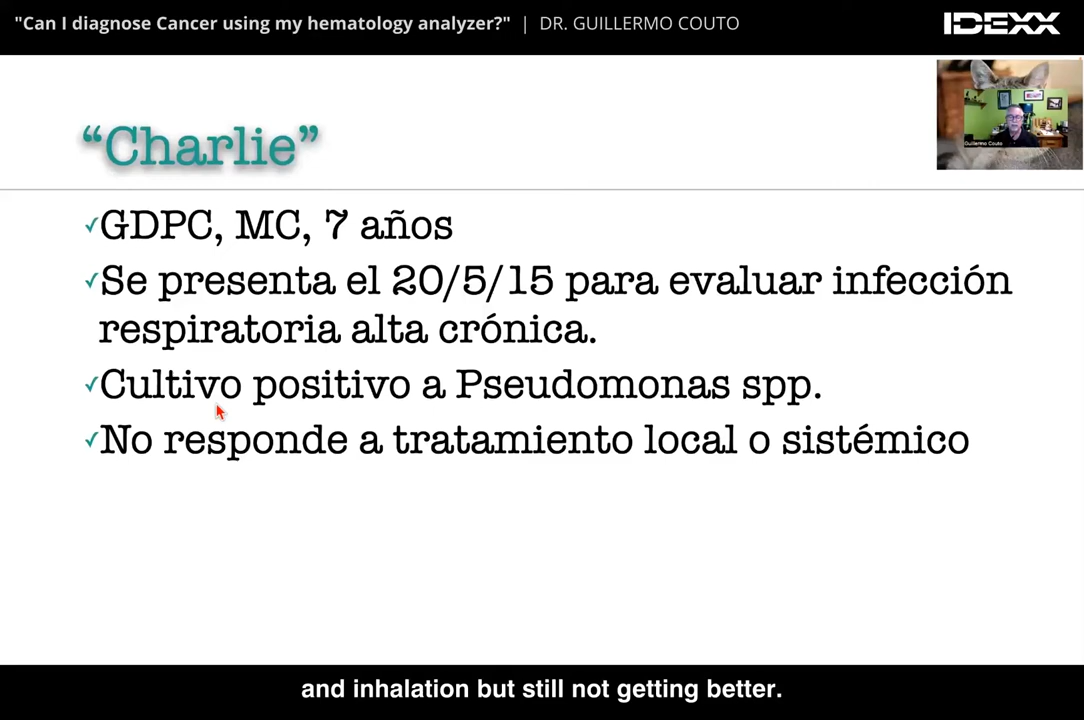 "Can I diagnose Cancer using my hematology analyzer?" | DR. GUILLERMO COUTO
IDEXX
Guillermo Couto
“Charlie”
✓GDPC, MC, 7 años
✓Se presenta el 20/5/15 para evaluar infección
respiratoria alta crónica.
✓Cultivo positivo a Pseudomonas spp.
✓No responde a tratamiento local o sistémico
and inhalation but still not getting better.